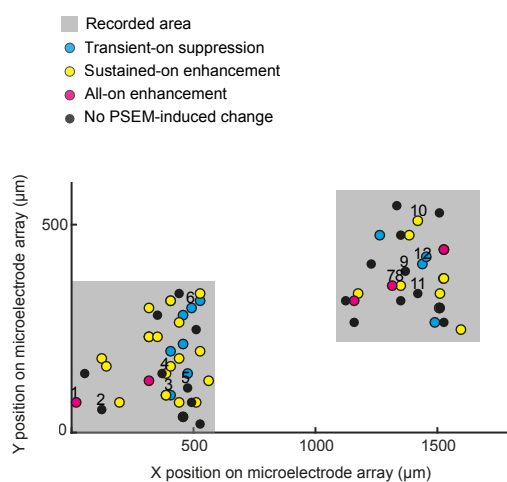 Recorded area
Transient-on suppression
Sustained-on enhancement
All-on enhancement
No PSEM-induced change
Y position on microelectrode array (μm)
500
0
10
12
9
78
11
6
4
5
3
1
2
500
1000
1500
X position on microelectrode array (μm)